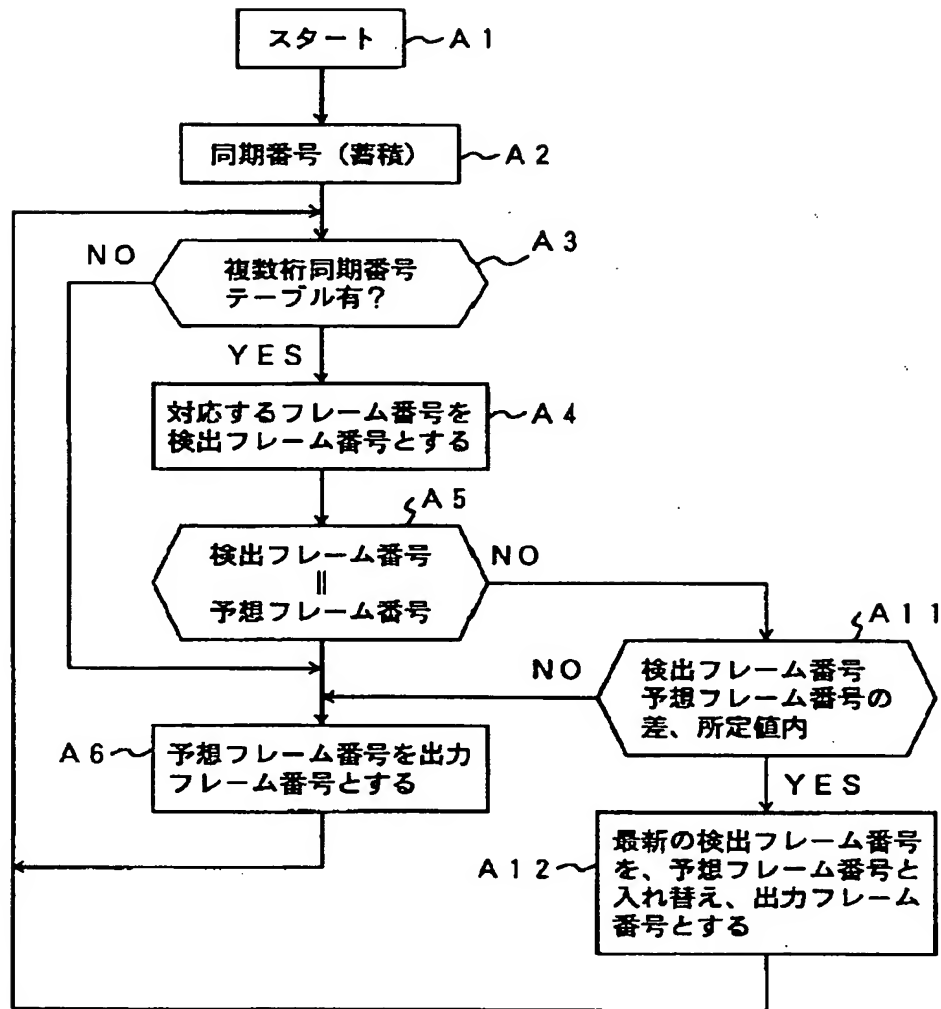 スタート
A1
同期番号（蓄積）
A2
A3
NO
複数桁同期番号
テーブル有？
YES
対応するフレーム番号を
検出フレーム番号とする
A4
A5
検出フレーム番号
＝
予想フレーム番号
NO
A11
検出フレーム番号
予想フレーム番号の
差、所定値内
NO
YES
A6
予想フレーム番号を出力
フレーム番号とする
A12
最新の検出フレーム番号
を、予想フレーム番号と
入れ替え、出力フレーム
番号とする